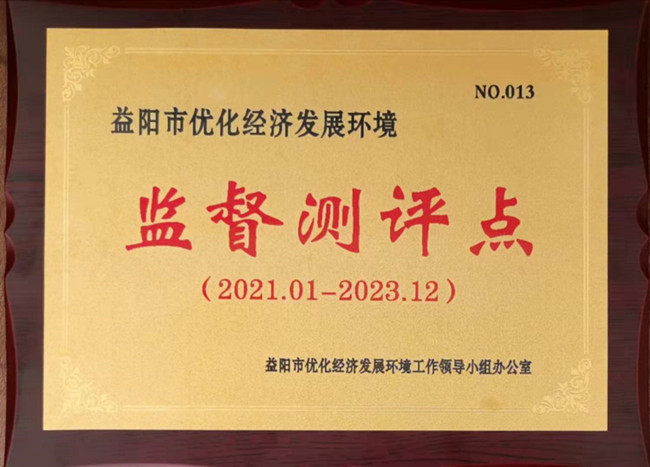 NO.013
益阳市优化经济发展环境
监督测评点
（2021.01-2023.12）
益阳市优化经济发展环境工作领导小组办公室